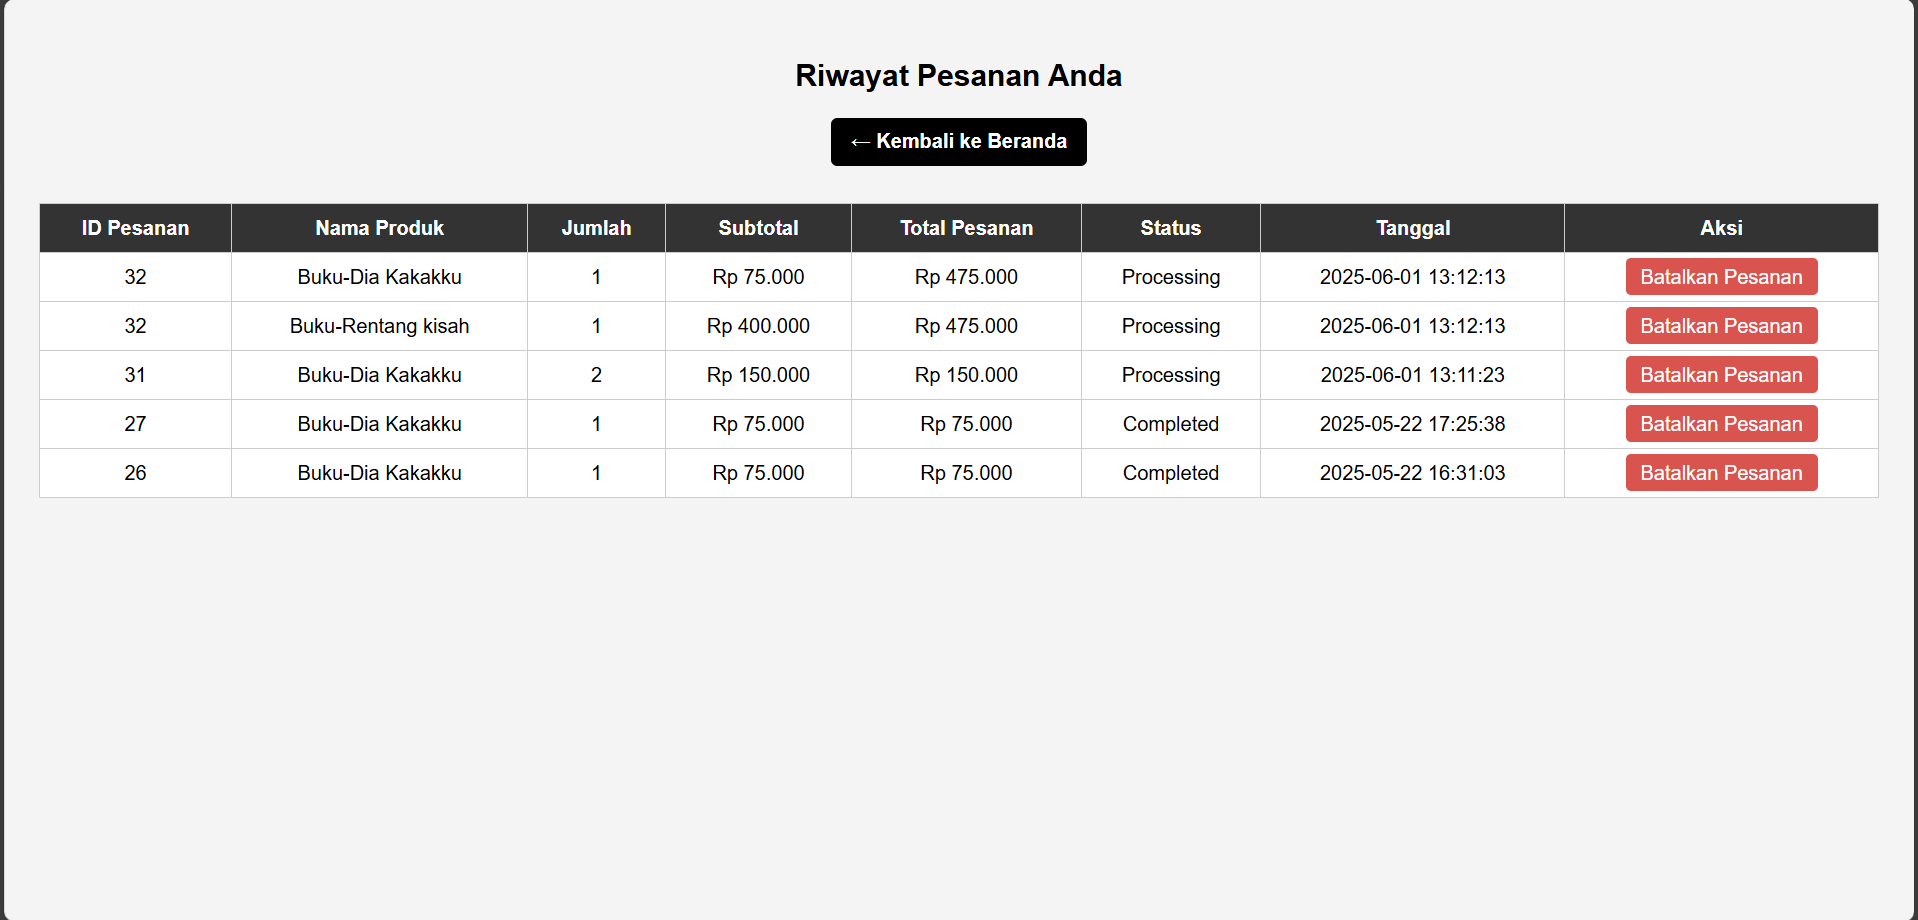 Riwayat Pesanan Anda
← Kembali ke Beranda
ID Pesanan Nama Produk Jumlah Subtotal Total Pesanan Status Tanggal Aksi
32 Buku-Dia Kakakku 1 Rp 75.000 Rp 475.000 Processing 2025-06-01 13:12:13 Batalkan Pesanan
32 Buku-Rentang kisah 1 Rp 400.000 Rp 475.000 Processing 2025-06-01 13:12:13 Batalkan Pesanan
31 Buku-Dia Kakakku 2 Rp 150.000 Rp 150.000 Processing 2025-06-01 13:11:23 Batalkan Pesanan
27 Buku-Dia Kakakku 1 Rp 75.000 Rp 75.000 Completed 2025-05-22 17:25:38 Batalkan Pesanan
26 Buku-Dia Kakakku 1 Rp 75.000 Rp 75.000 Completed 2025-05-22 16:31:03 Batalkan Pesanan